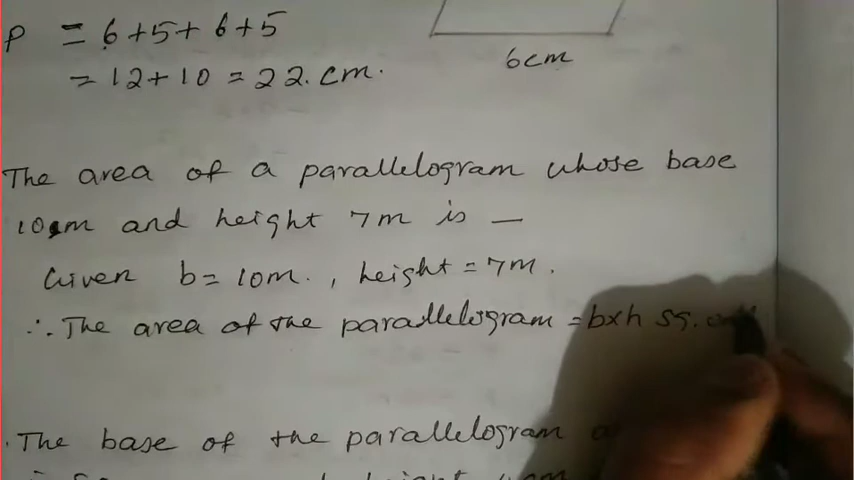 P = 6+5+6+5
= 12+10 = 22.cm.
6cm
The area of a parallelogram whose base
10m and height 7m is —
Given b=10m., height=7m.
∴ The area of the parallelogram = b×h sq.
The base of the parallelogram